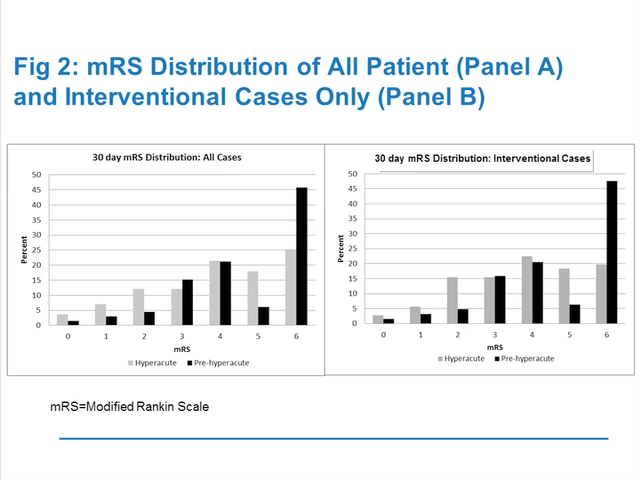 Fig 2: mRS Distribution of All Patient (Panel A)
and Interventional Cases Only (Panel B)
30 day mRS Distribution: All Cases
50
45
40
35
30
25
20
15
10
5
0
Percent
0 1 2 3 4 5 6
mRS
Hyperacute Pre-hyperacute
30 day mRS Distribution: Interventional Cases
50
45
40
35
30
25
20
15
10
5
0
Percent
0 1 2 3 4 5 6
mRS
Hyperacute Pre-hyperacute
mRS=Modified Rankin Scale